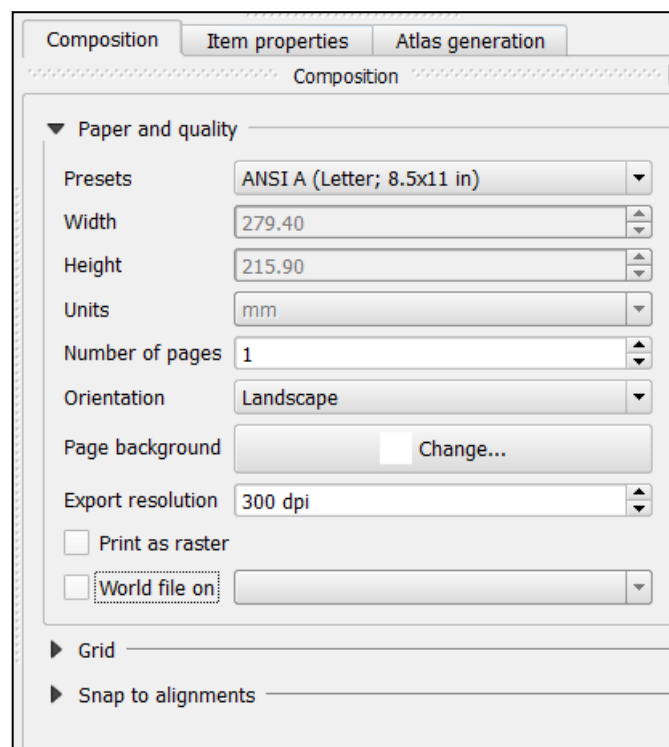 Composition Item properties Atlas generation
Composition
Paper and quality
Presets ANSI A (Letter; 8.5x11 in)
Width 279.40
Height 215.90
Units mm
Number of pages 1
Orientation Landscape
Page background Change...
Export resolution 300 dpi
Print as raster
World file on
Grid
Snap to alignments